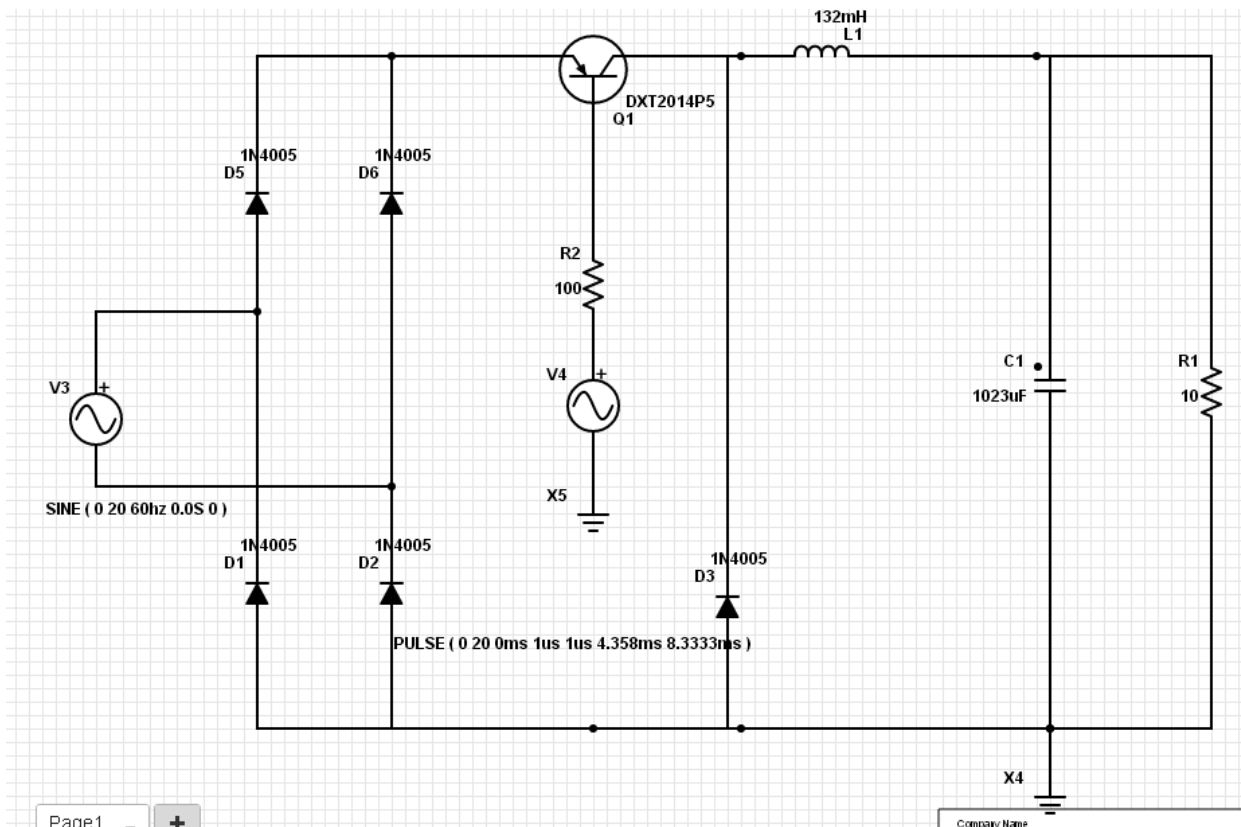 132mH
L1
DXT2014P5
Q1
1N4005
D5
1N4005
D6
R2
100
V3
+
V4
+
C1
1023uF
R1
10
SINE ( 0 20 60hz 0.0S 0 )
X5
1N4005
D1
1N4005
D2
1N4005
D3
PULSE ( 0 20 0ms 1us 1us 4.358ms 8.3333ms )
X4
Page1
+
Company Name